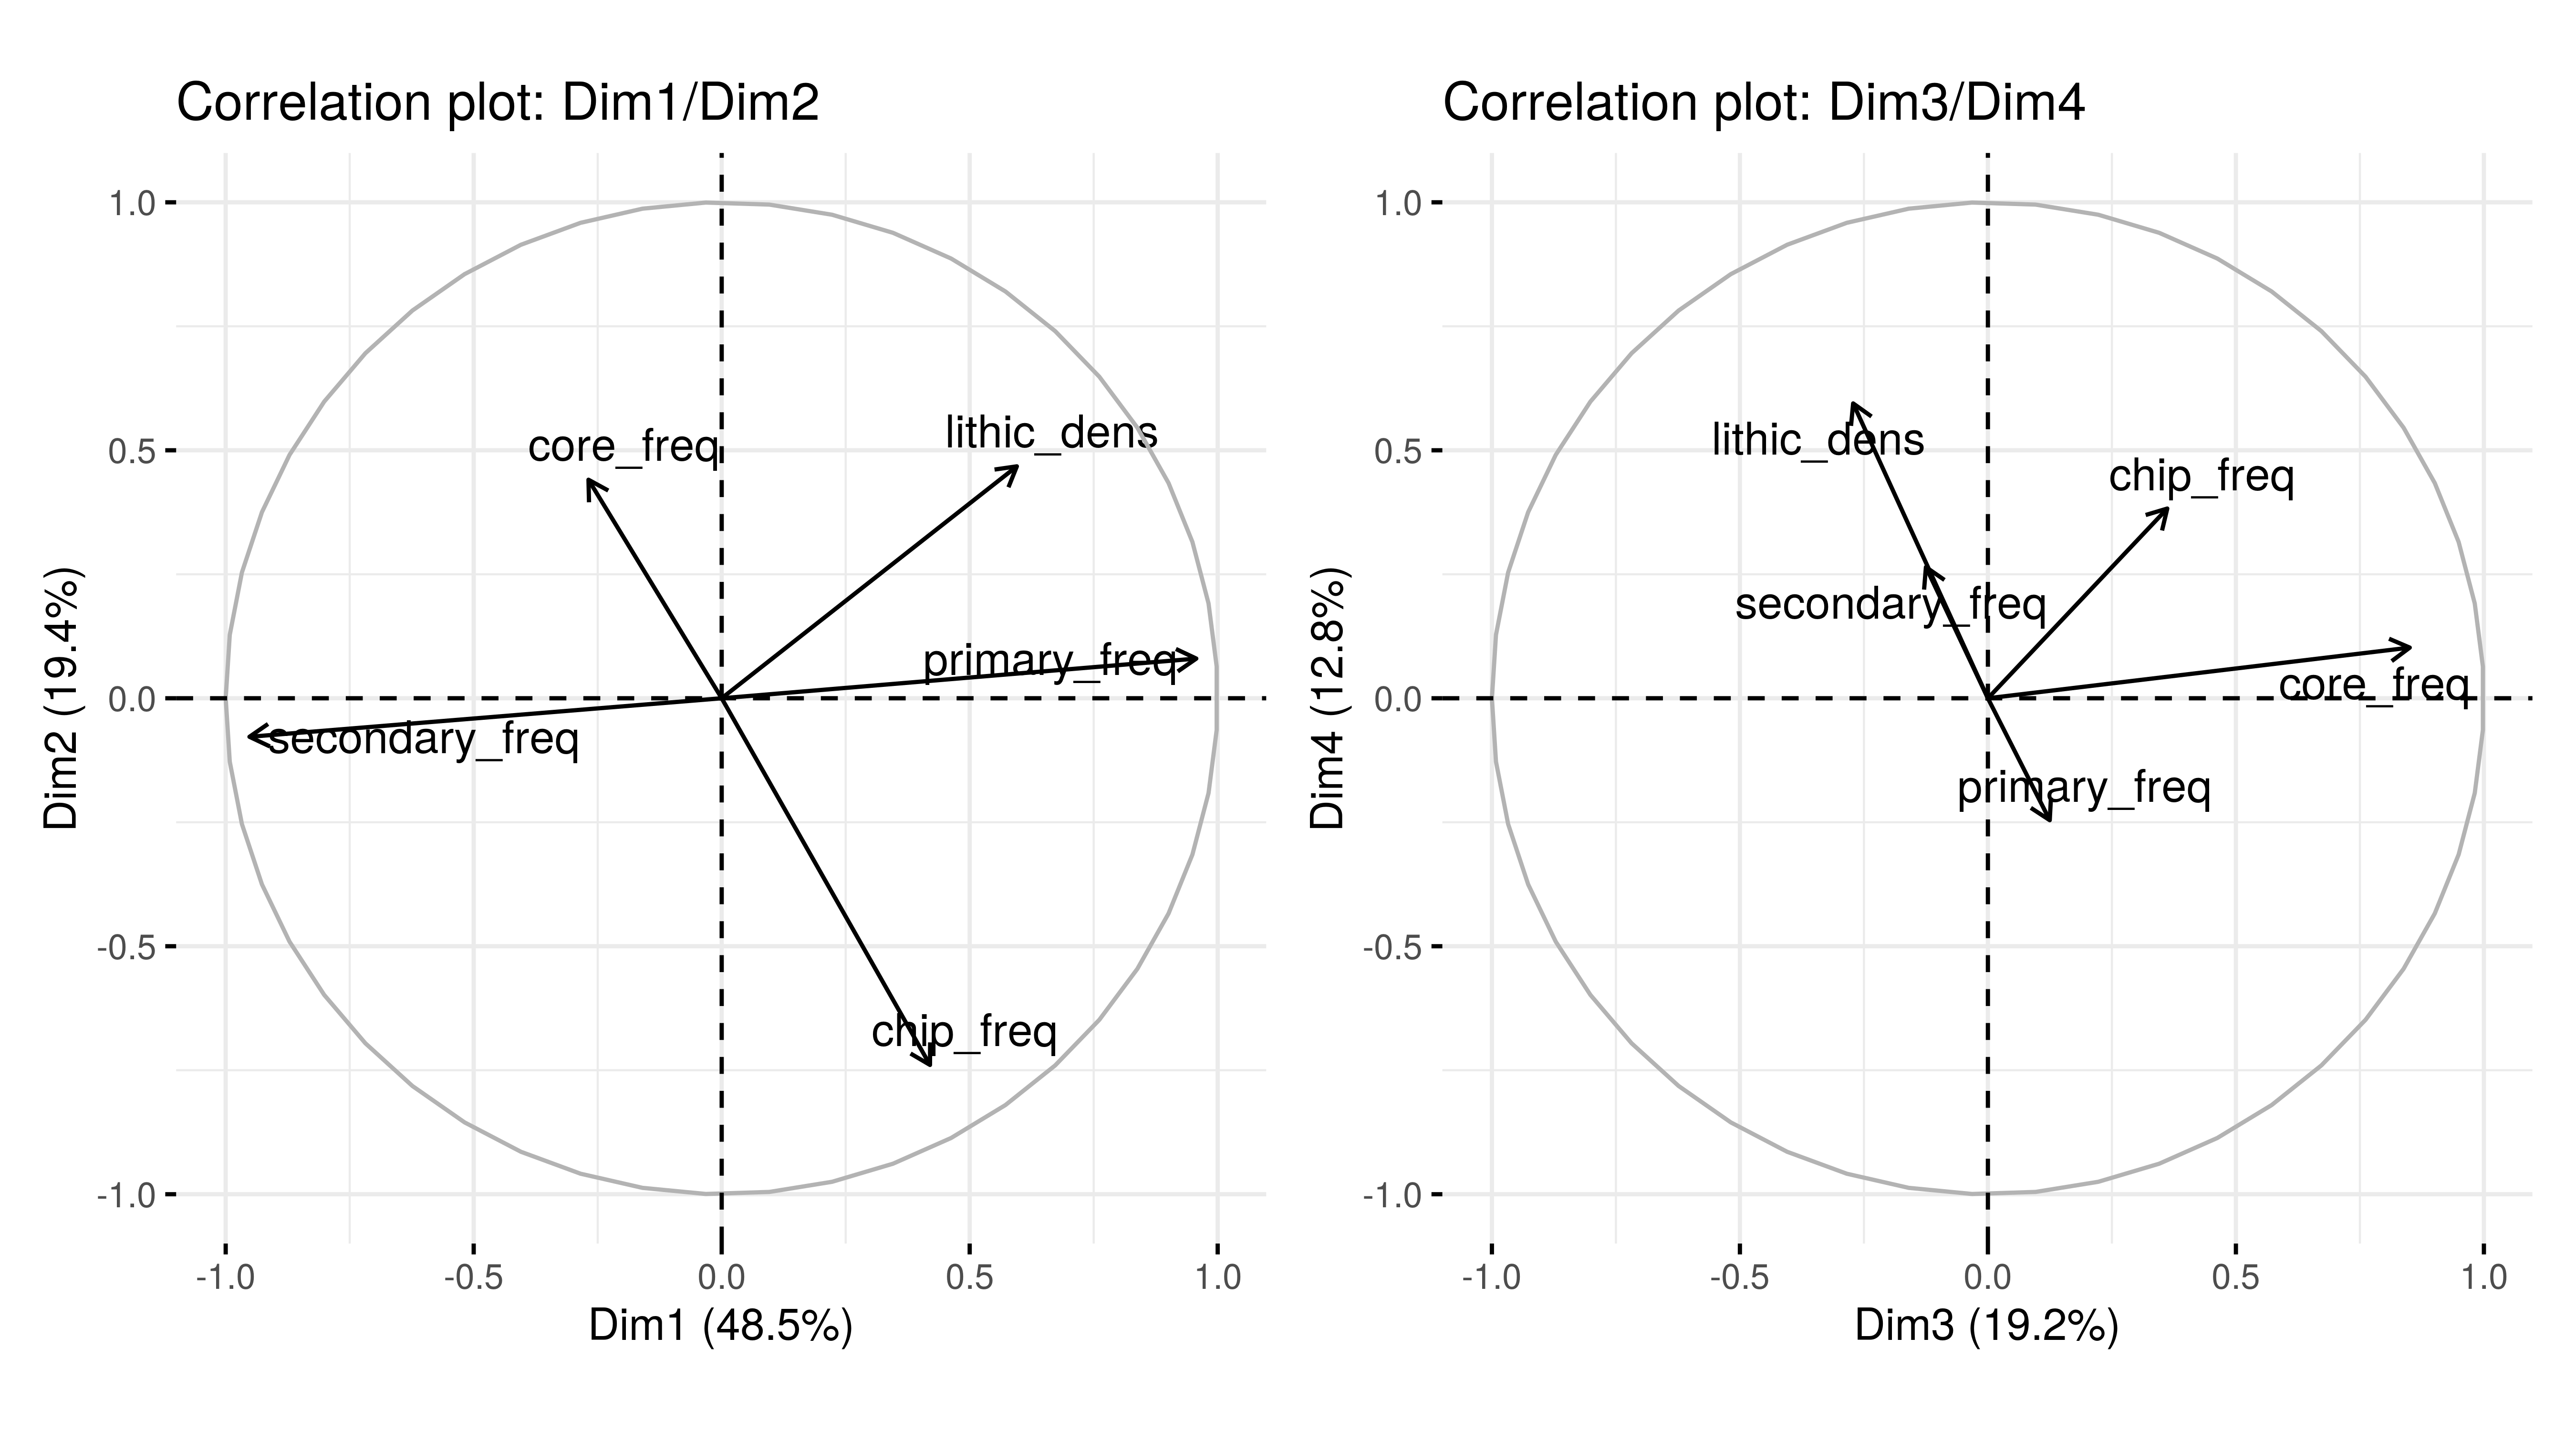 Correlation plot: Dim1/Dim2
1.0
0.5
0.0
-0.5
-1.0
Dim2 (19.4%)
core_freq
lithic_dens
primary_freq
secondary_freq
chip_freq
-1.0
-0.5
0.0
0.5
1.0
Dim1 (48.5%)
Correlation plot: Dim3/Dim4
1.0
0.5
0.0
-0.5
-1.0
Dim4 (12.8%)
lithic_dens
chip_freq
secondary_freq
core_freq
primary_freq
-1.0
-0.5
0.0
0.5
1.0
Dim3 (19.2%)